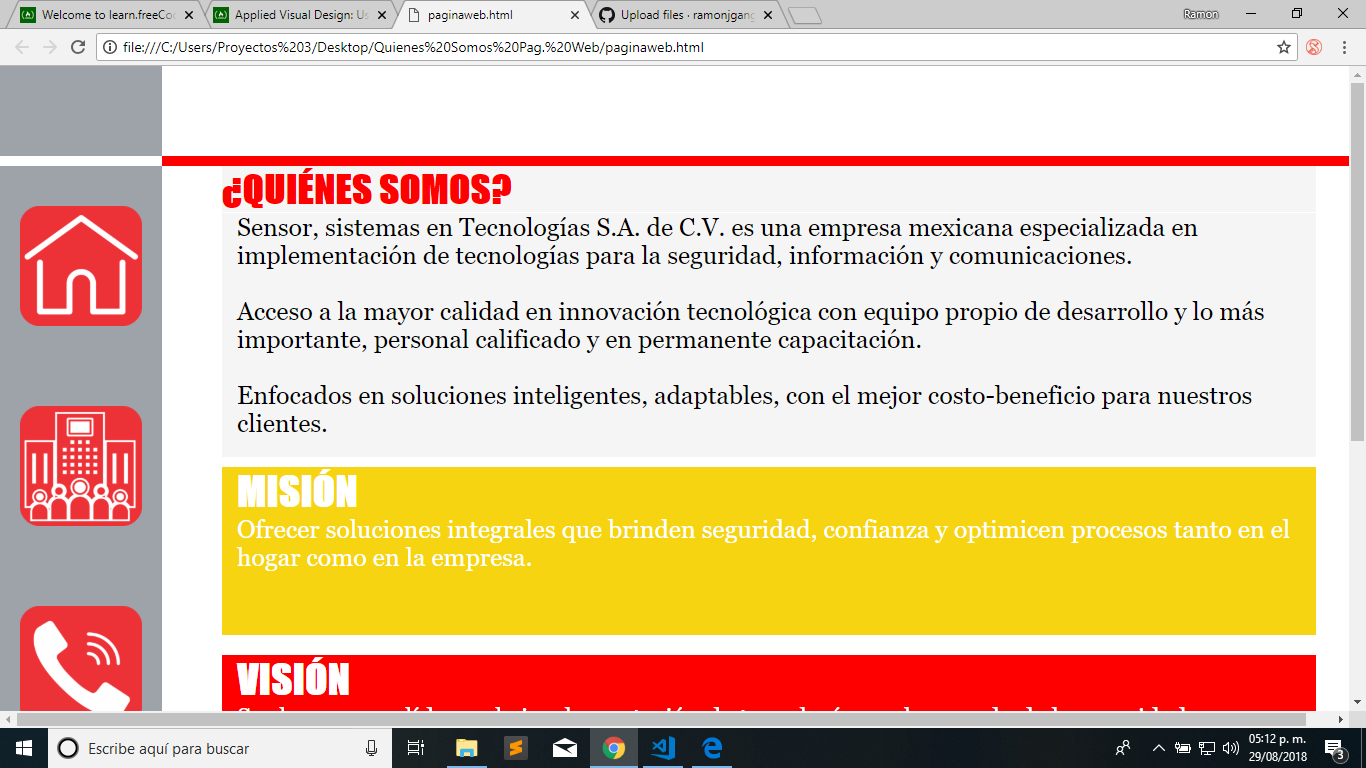 Welcome to learn.freeCo
Applied Visual Design: Us
paginaweb.html
Upload files · ramonjgang
Ramon
file:///C:/Users/Proyectos%203/Desktop/Quienes%20Somos%20Pag.%20Web/paginaweb.html
¿QUIÉNES SOMOS?
Sensor, sistemas en Tecnologías S.A. de C.V. es una empresa mexicana especializada en
implementación de tecnologías para la seguridad, información y comunicaciones.
Acceso a la mayor calidad en innovación tecnológica con equipo propio de desarrollo y lo más
importante, personal calificado y en permanente capacitación.
Enfocados en soluciones inteligentes, adaptables, con el mejor costo-beneficio para nuestros
clientes.
MISIÓN
Ofrecer soluciones integrales que brinden seguridad, confianza y optimicen procesos tanto en el
hogar como en la empresa.
VISIÓN
Escribe aquí para buscar
05:12 p. m.
29/08/2018
3